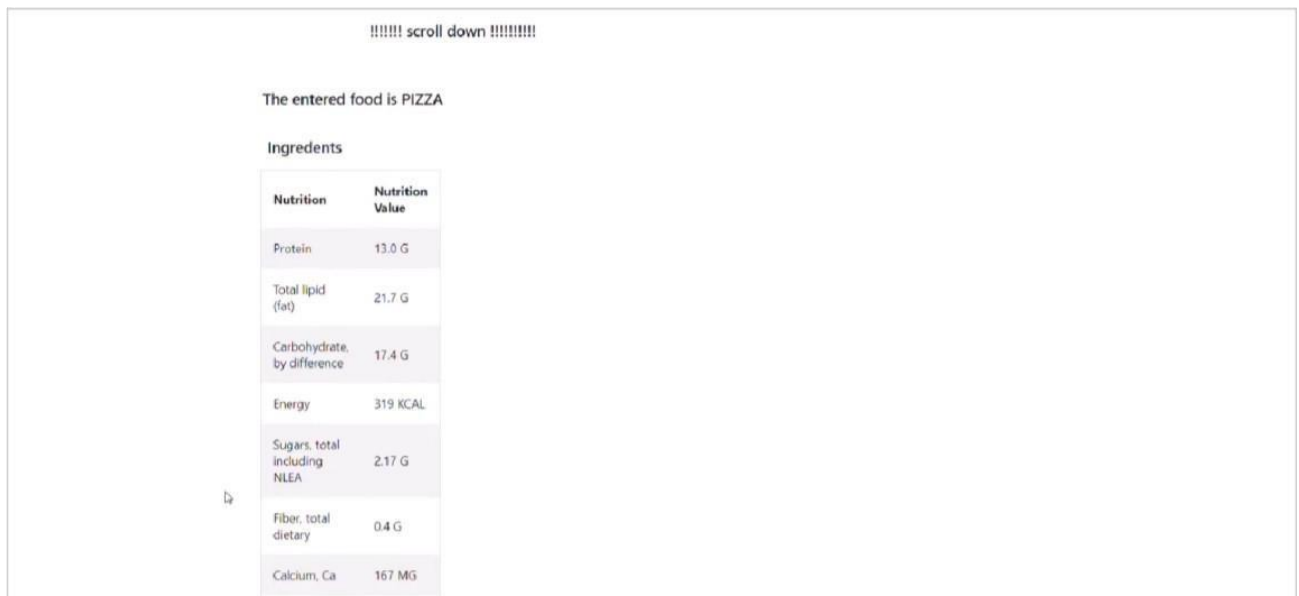 !!!!!!! scroll down !!!!!!!!!!
The entered food is PIZZA
Ingredents
Nutrition
Nutrition
Value
Protein
13.0 G
Total lipid
(fat)
21.7 G
Carbohydrate,
by difference
17.4 G
Energy
319 KCAL
Sugars, total
including
NLEA
2.17 G
Fiber, total
dietary
0.4 G
Calcium, Ca
167 MG